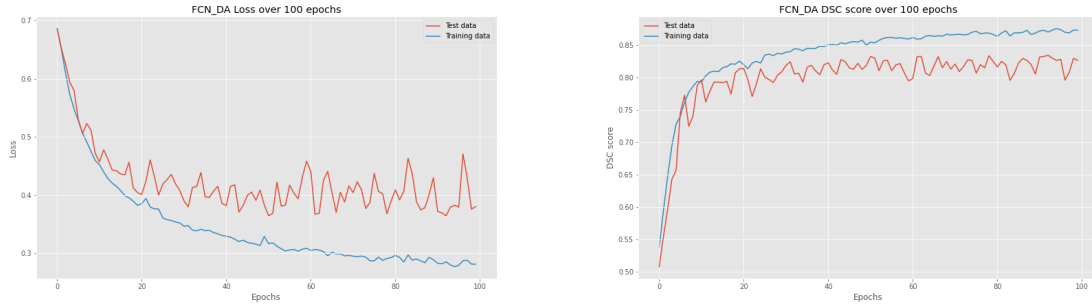 FCN_DA Loss over 100 epochs
Test data
Training data
0.7
0.6
0.5
0.4
0.3
Loss
0
20
40
60
80
100
Epochs
FCN_DA DSC score over 100 epochs
Test data
Training data
0.85
0.80
0.75
0.70
0.65
0.60
0.55
0.50
DSC score
0
20
40
60
80
100
Epochs